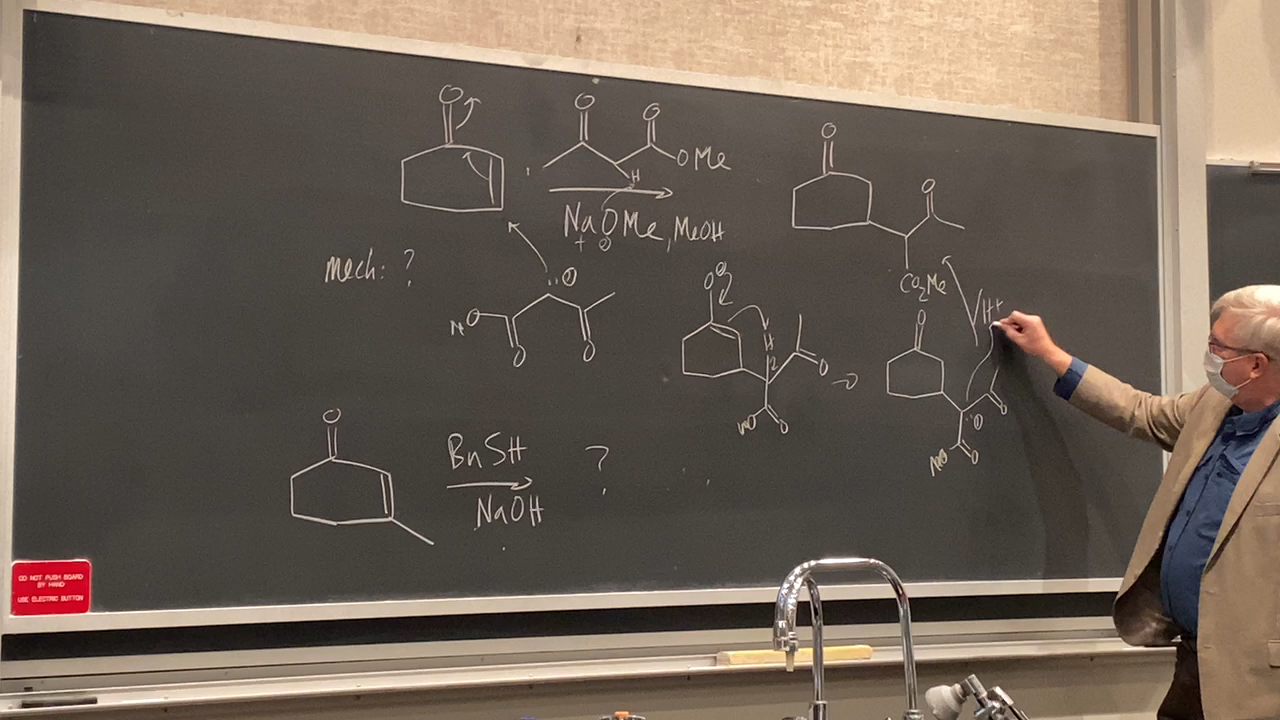 O
O
O
O
OMe
H
NaOMe, MeOH
+
⊖
O
CO2Me
mech: ?
⊖
O
O
O
O⊖
H
O
O
O
H+
O
O
O
⊖
O
BnSH
?
NaOH
DO NOT PUSH BOARD
BY HAND
USE ELECTRIC BUTTON